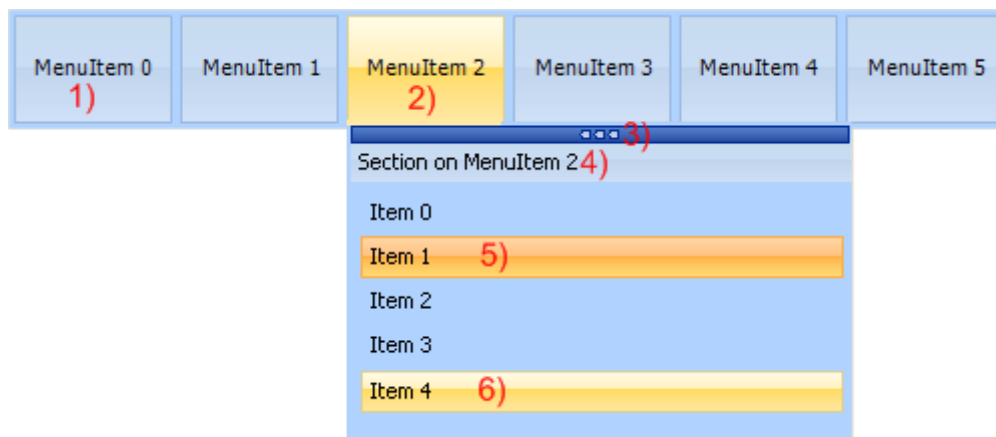 MenuItem 0 MenuItem 1 MenuItem 2 MenuItem 3 MenuItem 4 MenuItem 5
1) 2)
3)
Section on MenuItem 2 4)
Item 0
Item 1 5)
Item 2
Item 3
Item 4 6)